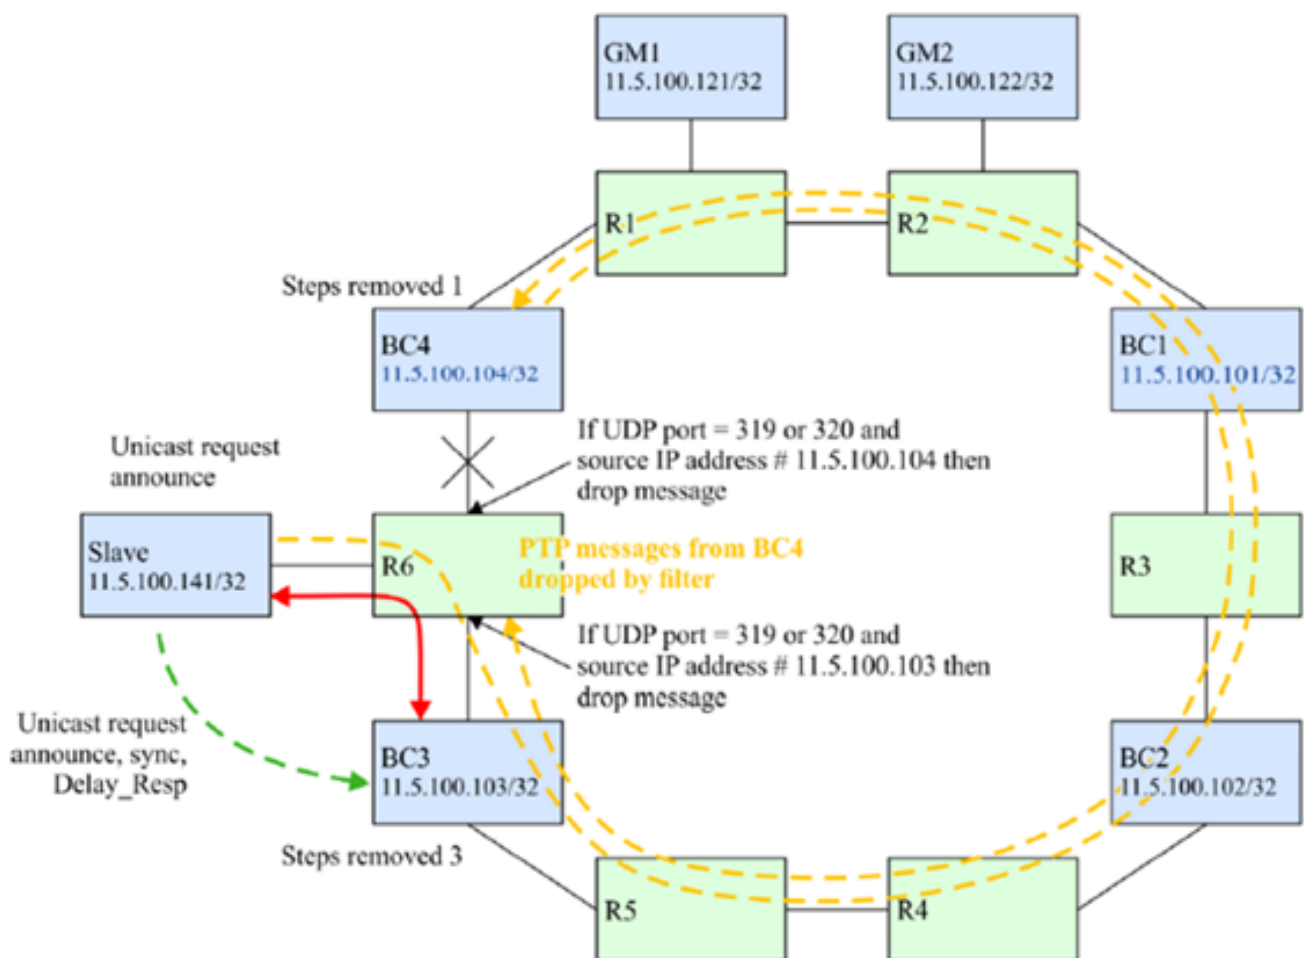 GM1
11.5.100.121/32
GM2
11.5.100.122/32
R1
R2
Steps removed 1
BC4
11.5.100.104/32
BC1
11.5.100.101/32
Unicast request
announce
If UDP port = 319 or 320 and
source IP address # 11.5.100.104 then
drop message
Slave
11.5.100.141/32
R6
PTP messages from BC4
dropped by filter
R3
If UDP port = 319 or 320 and
source IP address # 11.5.100.103 then
drop message
Unicast request
announce, sync,
Delay_Resp
BC3
11.5.100.103/32
BC2
11.5.100.102/32
Steps removed 3
R5
R4